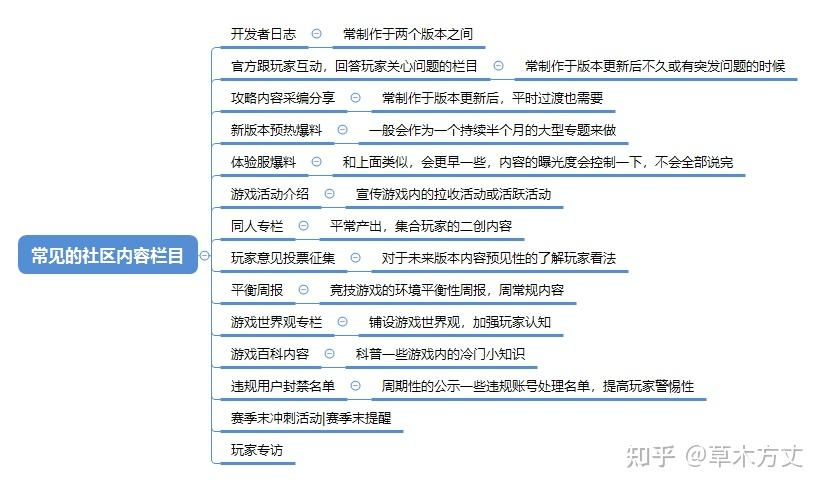 开发者日志 常制作于两个版本之间
官方跟玩家互动，回答玩家关心问题的栏目 常制作于版本更新后不久或有突发问题的时候
攻略内容采编分享 常制作于版本更新后，平时过渡也需要
新版本预热爆料 一般会作为一个持续半个月的大型专题来做
体验服爆料 和上面类似，会更早一些，内容的曝光度会控制一下，不会全部说完
游戏活动介绍 宣传游戏内的拉收活动或活跃活动
同人专栏 平常产出，集合玩家的二创内容
常见的社区内容栏目
玩家意见投票征集 对于未来版本内容预见性的了解玩家看法
平衡周报 竞技游戏的环境平衡性周报，周常规内容
游戏世界观专栏 铺设游戏世界观，加强玩家认知
游戏百科内容 科普一些游戏内的冷门小知识
违规用户封禁名单 周期性的公示一些违规账号处理名单，提高玩家警惕性
赛季末冲刺活动|赛季末提醒
玩家专访
知乎 @草木方丈